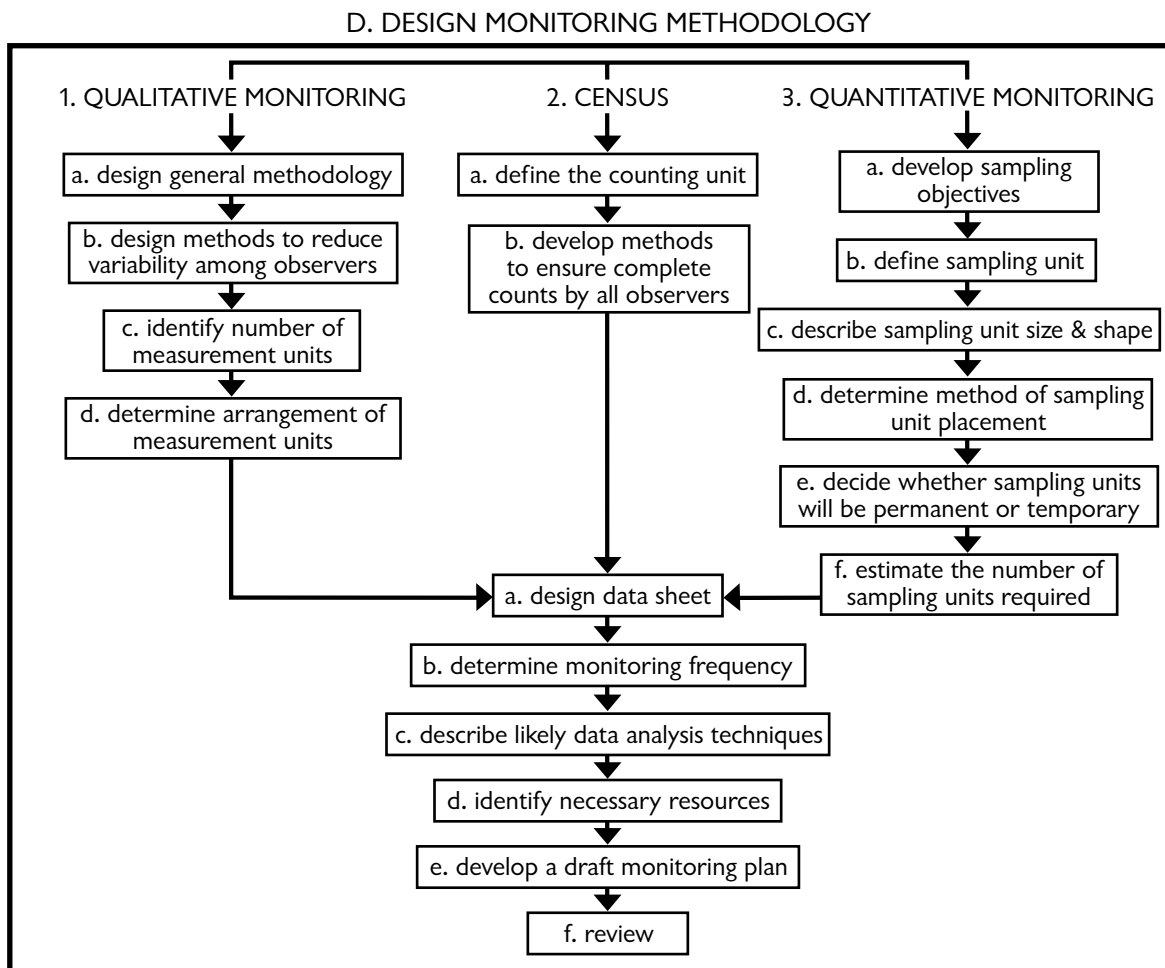 D. DESIGN MONITORING METHODOLOGY
1. QUALITATIVE MONITORING
a. design general methodology
b. design methods to reduce
variability among observers
c. identify number of
measurement units
d. determine arrangement of
measurement units
2. CENSUS
a. define the counting unit
b. develop methods
to ensure complete
counts by all observers
3. QUANTITATIVE MONITORING
a. develop sampling
objectives
b. define sampling unit
c. describe sampling unit size & shape
d. determine method of sampling
unit placement
e. decide whether sampling units
will be permanent or temporary
f. estimate the number of
sampling units required
a. design data sheet
b. determine monitoring frequency
c. describe likely data analysis techniques
d. identify necessary resources
e. develop a draft monitoring plan
f. review